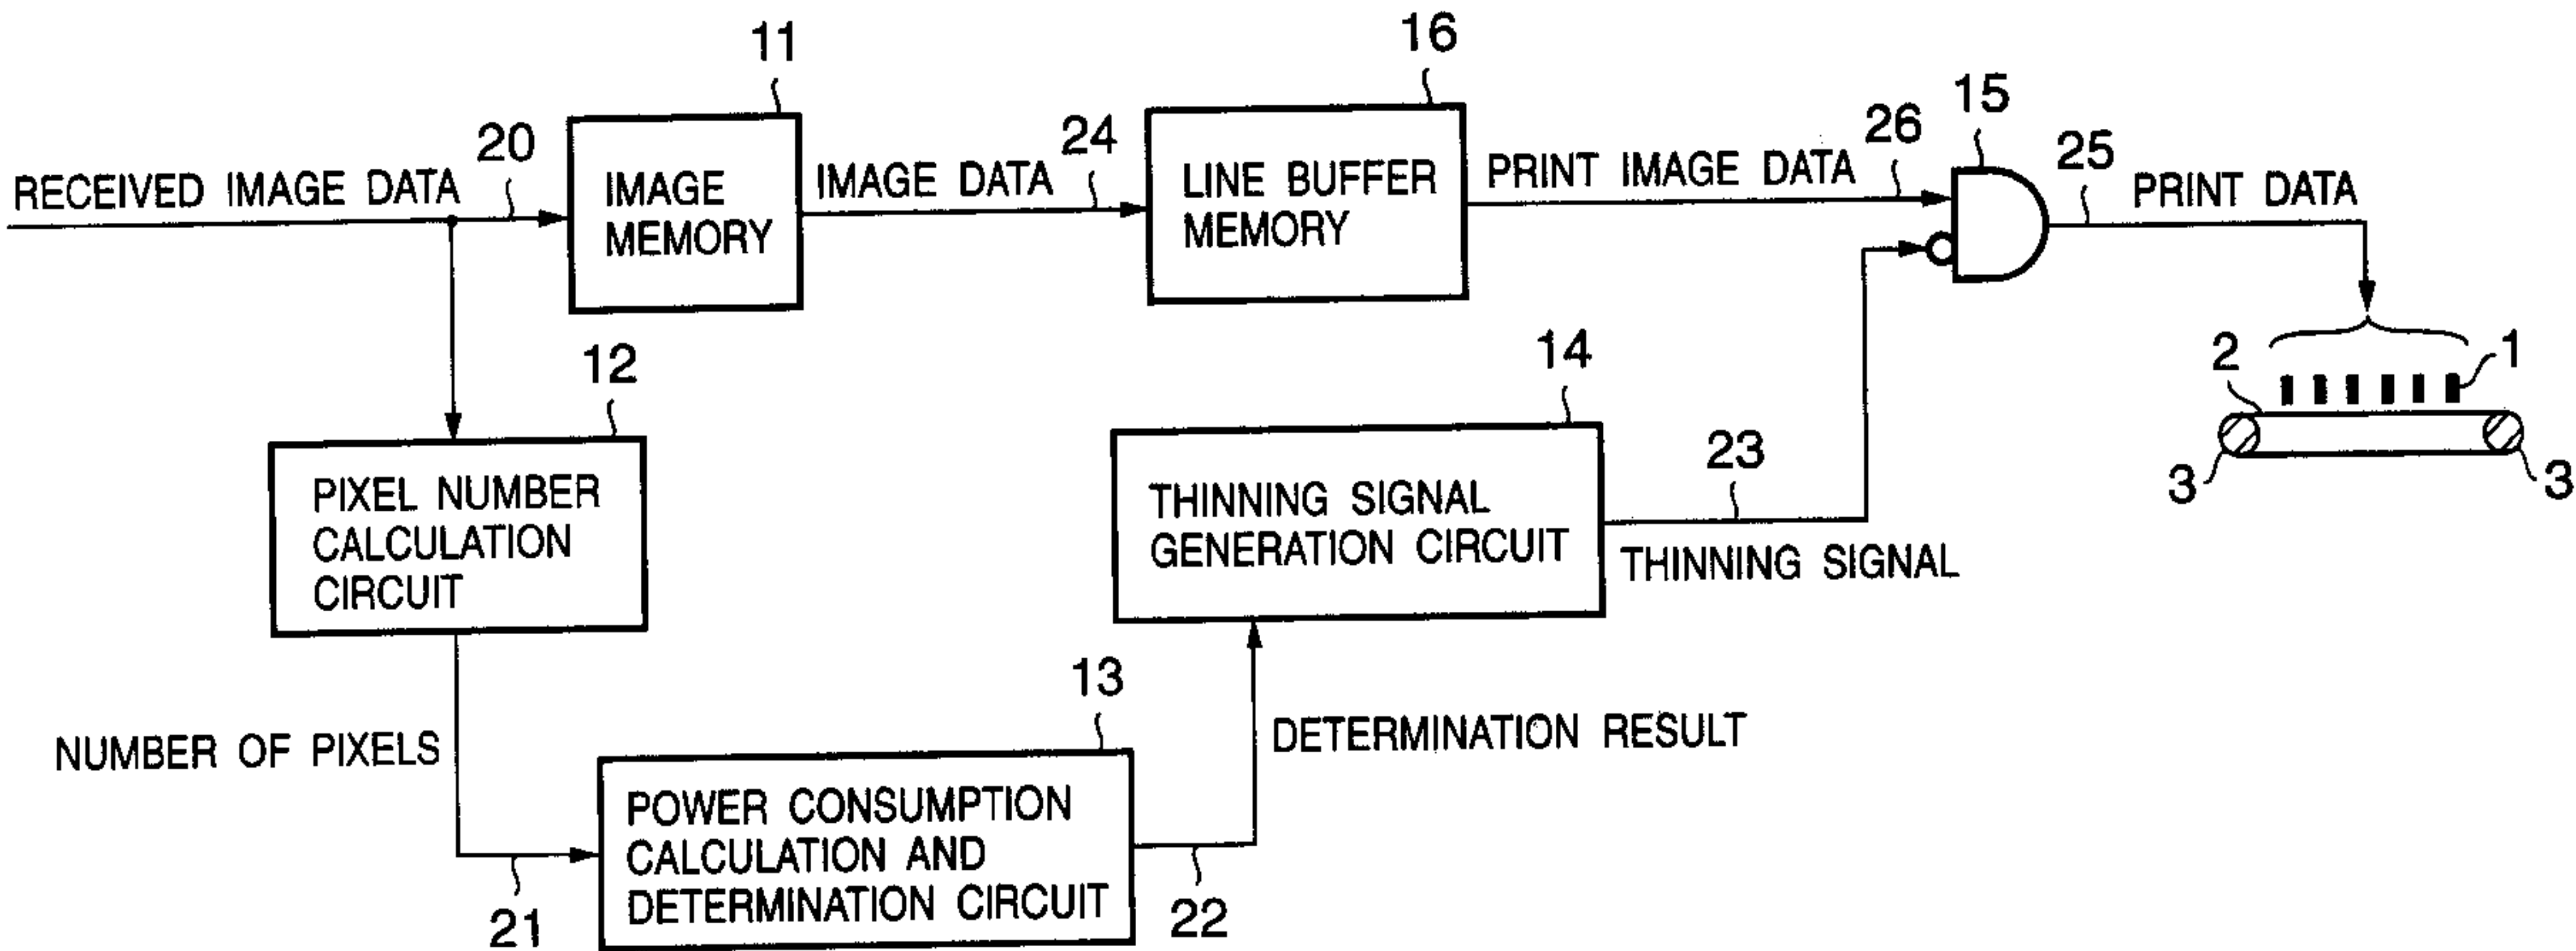 11
16
15
20
24
26
25
RECEIVED IMAGE DATA
IMAGE
MEMORY
IMAGE DATA
LINE BUFFER
MEMORY
PRINT IMAGE DATA
PRINT DATA
12
14
2
1
3
3
PIXEL NUMBER
CALCULATION
CIRCUIT
THINNING SIGNAL
GENERATION CIRCUIT
23
THINNING SIGNAL
13
NUMBER OF PIXELS
DETERMINATION RESULT
POWER CONSUMPTION
CALCULATION AND
DETERMINATION CIRCUIT
21
22